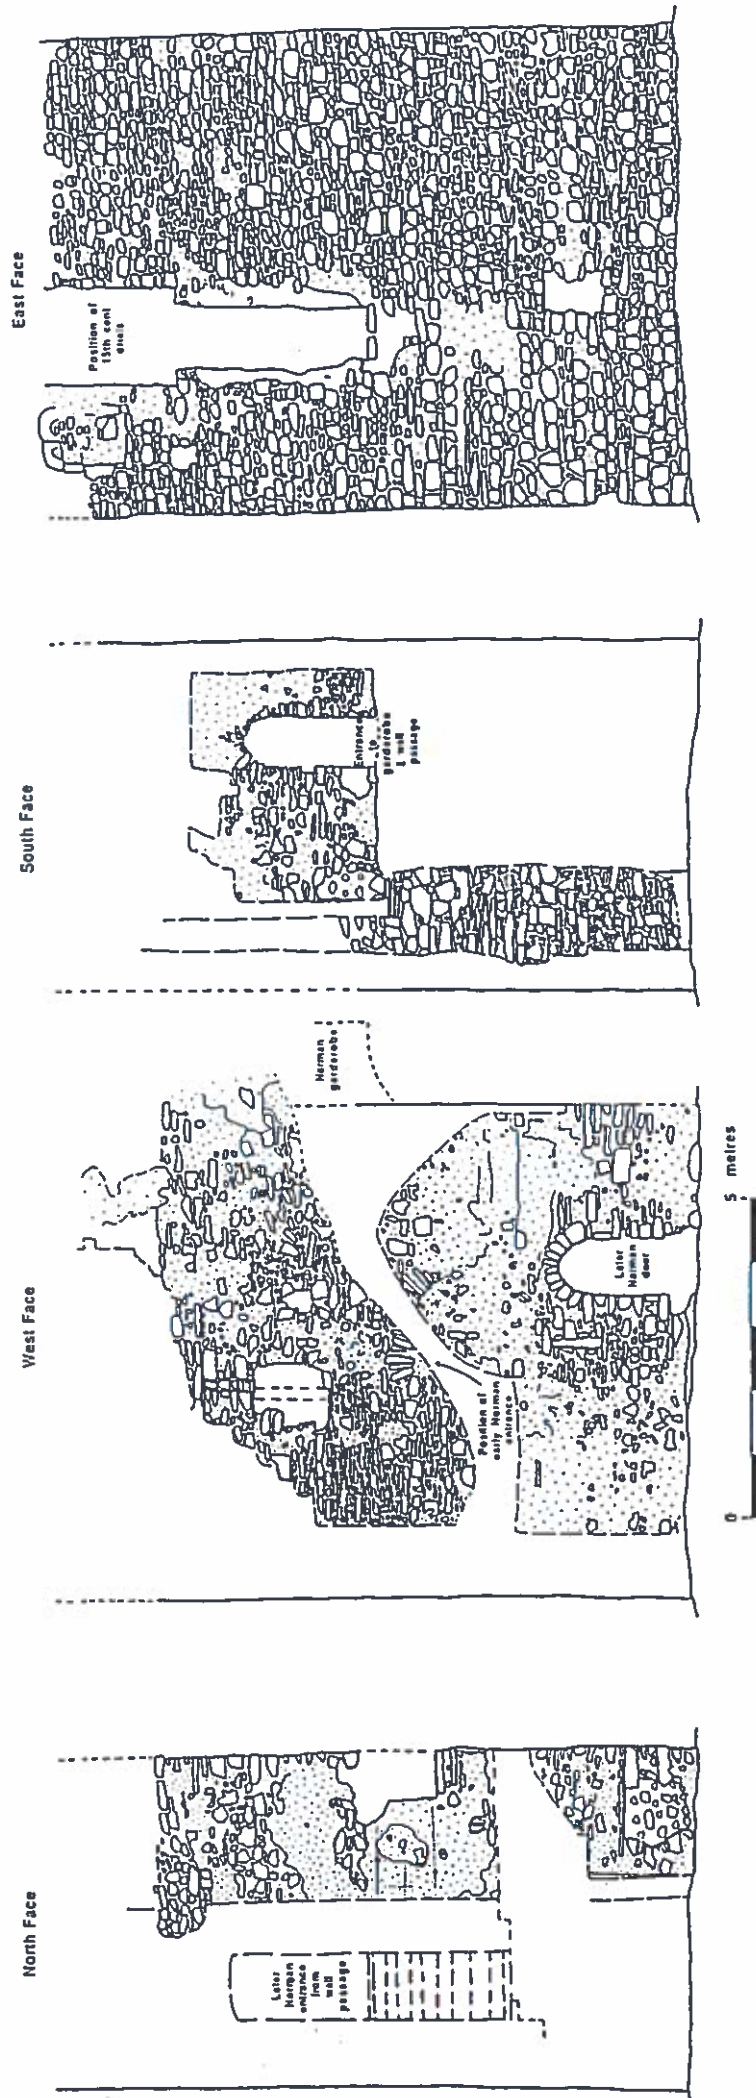 North Face
Later
Norman
entrance
from
wall
passage
West Face
Norman
garderobe
Position of
early Norman
entrance
Later
Norman
door
0
5 metres
South Face
Entrance
to
garderobe
& wall
passage
East Face
Position of
15th cent